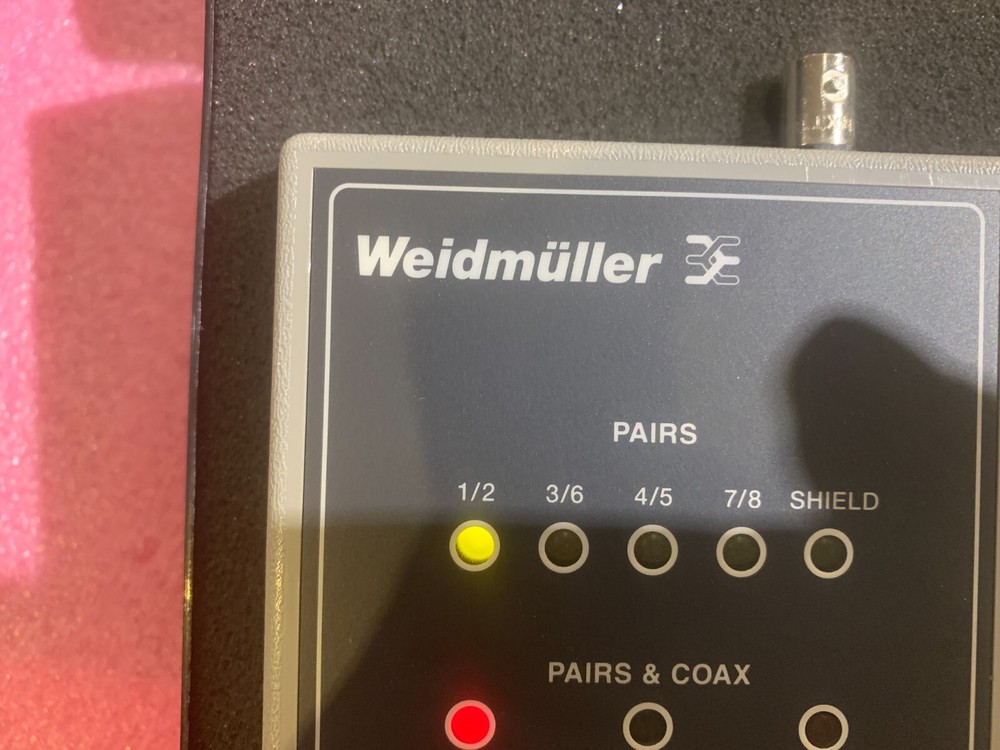 Weidmüller
PAIRS
1/2 3/6 4/5 7/8 SHIELD
PAIRS & COAX